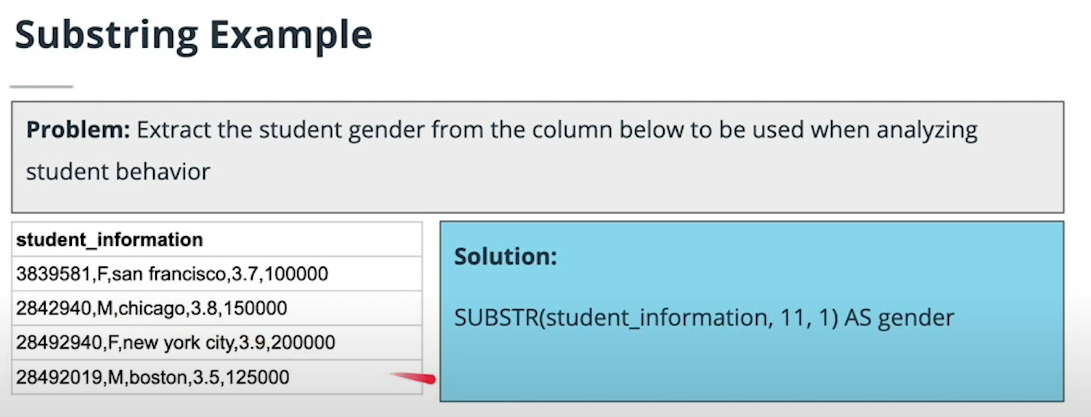 Substring Example
Problem: Extract the student gender from the column below to be used when analyzing
student behavior
student_information
3839581,F,san francisco,3.7,100000
2842940,M,chicago,3.8,150000
28492940,F,new york city,3.9,200000
28492019,M,boston,3.5,125000
Solution:
SUBSTR(student_information, 11, 1) AS gender